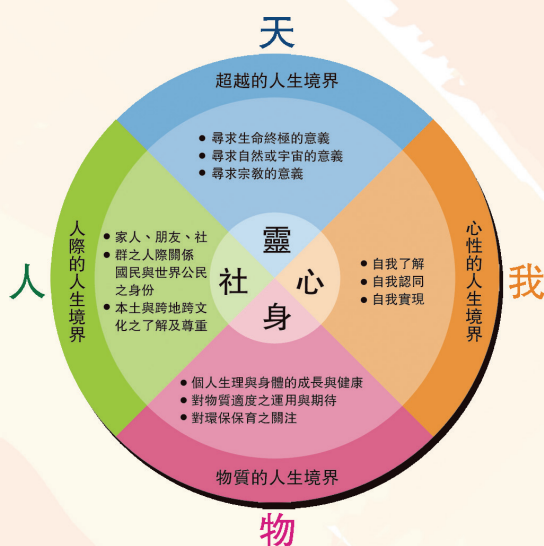 天
超越的人生境界
• 尋求生命終極的意義
• 尋求自然或宇宙的意義
• 尋求宗教的意義
人
人際的人生境界
• 家人、朋友、社
• 群之人際關係
國民與世界公民
之身份
• 本土與跨地跨文
化之了解及尊重
靈
社
心
身
• 自我了解
• 自我認同
• 自我實現
心性的人生境界
我
• 個人生理與身體的成長與健康
• 對物質適度之運用與期待
• 對環保保育之關注
物質的人生境界
物